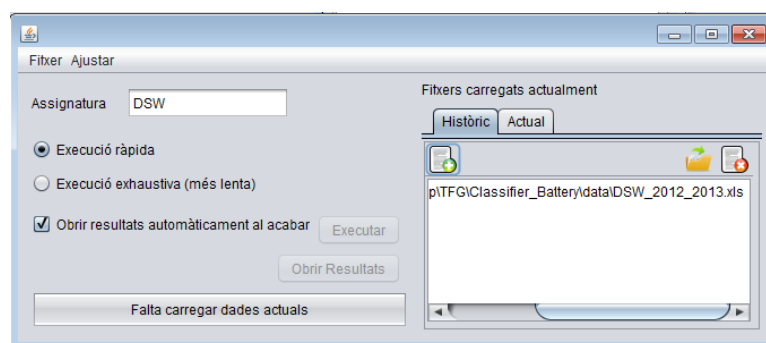 Fitxer Ajustar
Assignatura DSW
Execució ràpida
Execució exhaustiva (més lenta)
Obrir resultats automàticament al acabar
Executar
Obrir Resultats
Falta carregar dades actuals
Fitxers carregats actualment
Històric Actual
p\TFG\Classifier_Battery\data\DSW_2012_2013.xls